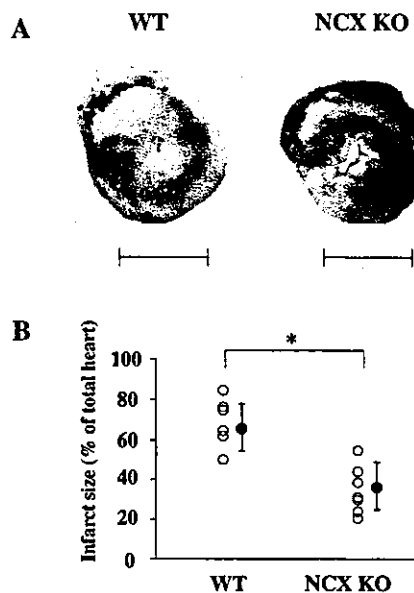 A
WT
NCX KO
B
*
Infarct size (% of total heart)
100
80
60
40
20
0
WT
NCX KO